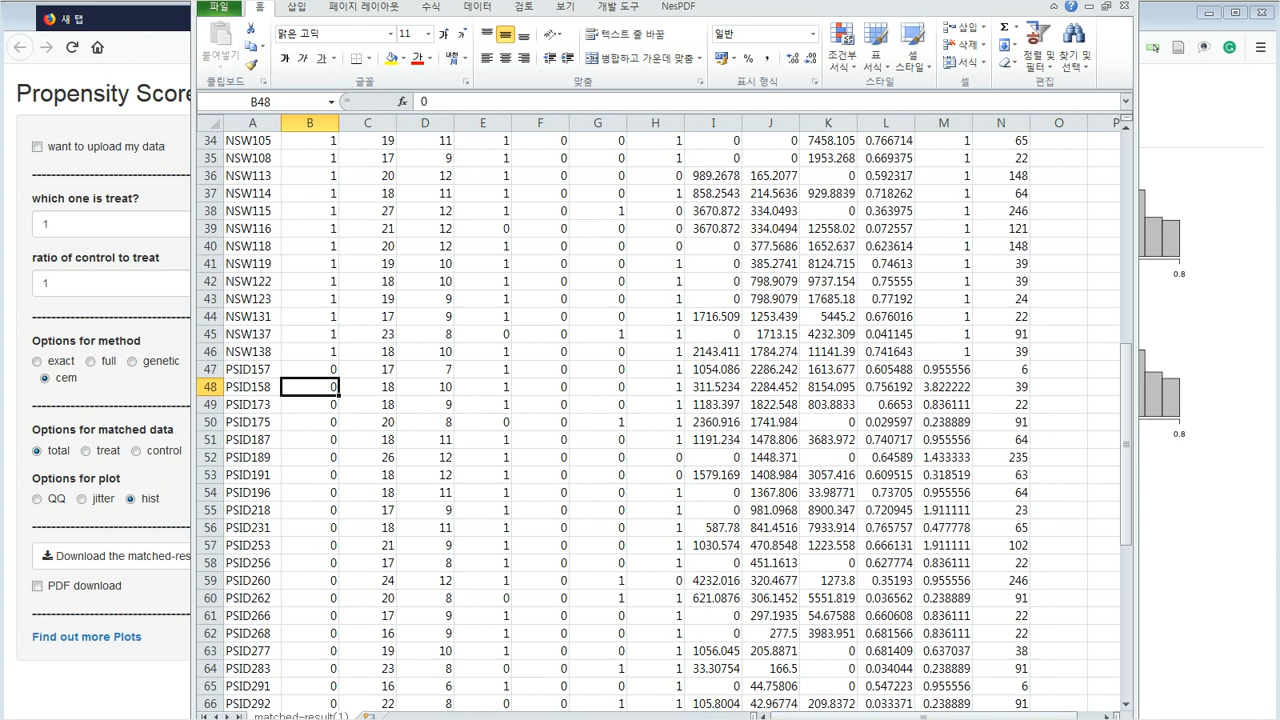 새 탭
파일 홈 삽입 페이지 레이아웃 수식 데이터 검토 보기 개발 도구 NesPDF
맑은 고딕 11 텍스트 줄 바꿈 일반 삽입 Σ
붙여넣기 가 가 가 병합하고 가운데 맞춤 % , 조건부 서식 표 서식 셀 스타일 삭제 서식 정렬 및 필터 찾기 및 선택
클립보드 글꼴 맞춤 표시 형식 스타일 셀 편집
B48 fx 0
A B C D E F G H I J K L M N O P
34 NSW105 1 19 11 1 0 0 1 0 0 7458.105 0.766714 1 65
35 NSW108 1 17 9 1 0 0 1 0 0 1953.268 0.669375 1 22
36 NSW113 1 20 12 1 0 0 0 989.2678 165.2077 0 0.592317 1 148
37 NSW114 1 18 11 1 0 0 1 858.2543 214.5636 929.8839 0.718262 1 64
38 NSW115 1 27 12 1 0 1 0 3670.872 334.0493 0 0.363975 1 246
39 NSW116 1 21 12 0 0 0 0 3670.872 334.0494 12558.02 0.072557 1 121
40 NSW118 1 20 12 1 0 0 1 0 377.5686 1652.637 0.623614 1 148
41 NSW119 1 19 10 1 0 0 1 0 385.2741 8124.715 0.74613 1 39
42 NSW122 1 18 10 1 0 0 1 0 798.9079 9737.154 0.75555 1 39
43 NSW123 1 19 9 1 0 0 1 0 798.9079 17685.18 0.77192 1 24
44 NSW131 1 17 9 1 0 0 1 1716.509 1253.439 5445.2 0.676016 1 22
45 NSW137 1 23 8 0 0 1 1 0 1713.15 4232.309 0.041145 1 91
46 NSW138 1 18 10 1 0 0 1 2143.411 1784.274 11141.39 0.741643 1 39
47 PSID157 0 17 7 1 0 0 1 1054.086 2286.242 1613.677 0.605488 0.955556 6
48 PSID158 0 18 10 1 0 0 1 311.5234 2284.452 8154.095 0.756192 3.822222 39
49 PSID173 0 18 9 1 0 0 1 1183.397 1822.548 803.8833 0.6653 0.836111 22
50 PSID175 0 20 8 0 0 1 1 2360.916 1741.984 0 0.029597 0.238889 91
51 PSID187 0 18 11 1 0 0 1 1191.234 1478.806 3683.972 0.740717 0.955556 64
52 PSID189 0 26 12 1 0 0 1 0 1448.371 0 0.64589 1.433333 235
53 PSID191 0 18 12 1 0 0 0 1579.169 1408.984 3057.416 0.609515 0.318519 63
54 PSID196 0 18 11 1 0 0 1 0 1367.806 33.98771 0.73705 0.955556 64
55 PSID218 0 17 9 1 0 0 1 0 981.0968 8900.347 0.720945 1.911111 23
56 PSID231 0 18 11 1 0 0 1 587.78 841.4516 7933.914 0.765757 0.477778 65
57 PSID253 0 21 9 1 0 0 1 1030.574 470.8548 1223.558 0.666131 1.911111 102
58 PSID256 0 17 8 1 0 0 1 0 451.1613 0 0.627774 0.836111 22
59 PSID260 0 24 12 1 0 1 0 4232.016 320.4677 1273.8 0.35193 0.955556 246
60 PSID262 0 20 8 0 0 1 1 621.0876 306.1452 5551.819 0.036562 0.238889 91
61 PSID266 0 17 9 1 0 0 1 0 297.1935 54.67588 0.660608 0.836111 22
62 PSID268 0 16 9 1 0 0 1 0 277.5 3983.951 0.681566 0.836111 22
63 PSID277 0 19 10 1 0 0 1 1056.045 205.8871 0 0.681409 0.637037 38
64 PSID283 0 23 8 0 0 1 1 33.30754 166.5 0 0.034044 0.238889 91
65 PSID291 0 16 6 1 0 0 1 0 44.75806 0 0.547223 0.955556 6
66 PSID292 0 22 8 0 0 1 1 105.8004 42.96774 209.8372 0.033371 0.238889 91
matched-result(1)
Propensity Score
want to upload my data
which one is treat?
1
ratio of control to treat
1
Options for method
exact full genetic
cem
Options for matched data
total treat control
Options for plot
QQ jitter hist
Download the matched-res
PDF download
Find out more Plots
0.8
0.8